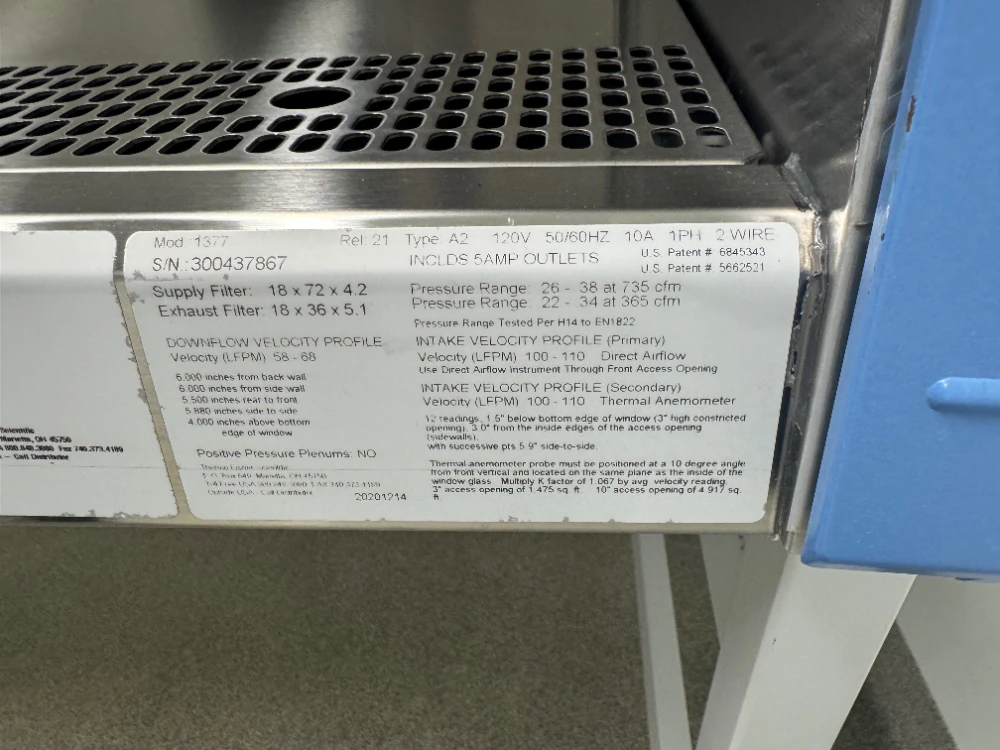 Mod 1377 Rel: 21 Type: A2 120V 50/60HZ 10A 1PH 2 WIRE
S/N.:300437867
INCLDS 5AMP OUTLETS
U.S. Patent # 6845343
U.S. Patent # 5662521
Supply Filter: 18 x 72 x 4.2
Exhaust Filter: 18 x 36 x 5.1
Pressure Range: 26 - 38 at 735 cfm
Pressure Range: 22 - 34 at 365 cfm
Pressure Range Tested Per H14 to EN1822
DOWNFLOW VELOCITY PROFILE
Velocity (LFPM) 58 - 68
6.000 inches from back wall
6.000 inches from side wall
5.500 inches rear to front
5.880 inches side to side
4.000 inches above bottom
edge of window
Positive Pressure Plenums: NO
20201214
INTAKE VELOCITY PROFILE (Primary)
Velocity (LFPM) 100 - 110 Direct Airflow
Use Direct Airflow Instrument Through Front Access Opening
INTAKE VELOCITY PROFILE (Secondary)
Velocity (LFPM) 100 - 110 Thermal Anemometer
12 readings, 1.5" below bottom edge of window (3" high constricted
opening), 3.0" from the inside edges of the access opening
(sidewalls),
with successive pts 5.9" side-to-side.
Thermal anemometer probe must be positioned at a 10 degree angle
from front vertical and located on the same plane as the inside of the
window glass. Multiply K factor of 1.067 by avg velocity reading.
3" access opening of 1.475 sq. ft. 10" access opening of 4.917 sq.
ft.
Scientific
Marietta, OH 45750
Fax 740.373.4189
Call Distributor